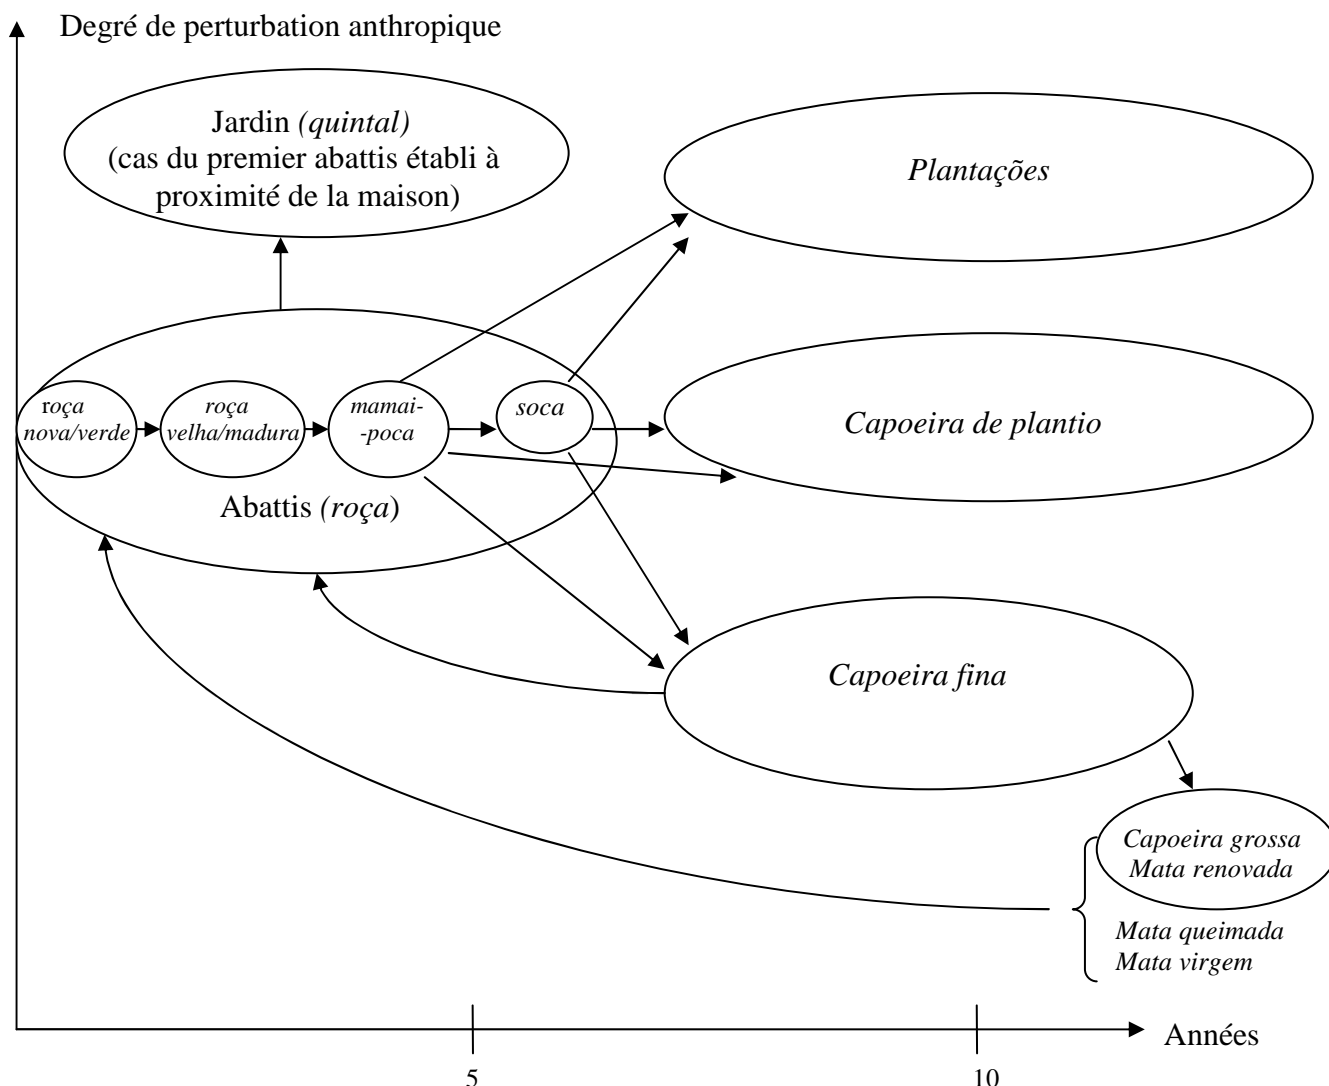 Degré de perturbation anthropique
Jardin (quintal)
(cas du premier abattis établi à
proximité de la maison)
Plantações
roça
nova/verde
roça
velha/madura
mamai-
-poca
soca
Capoeira de plantio
Abattis (roça)
Capoeira fina
Capoeira grossa
Mata renovada
Mata queimada
Mata virgem
Années
5
10